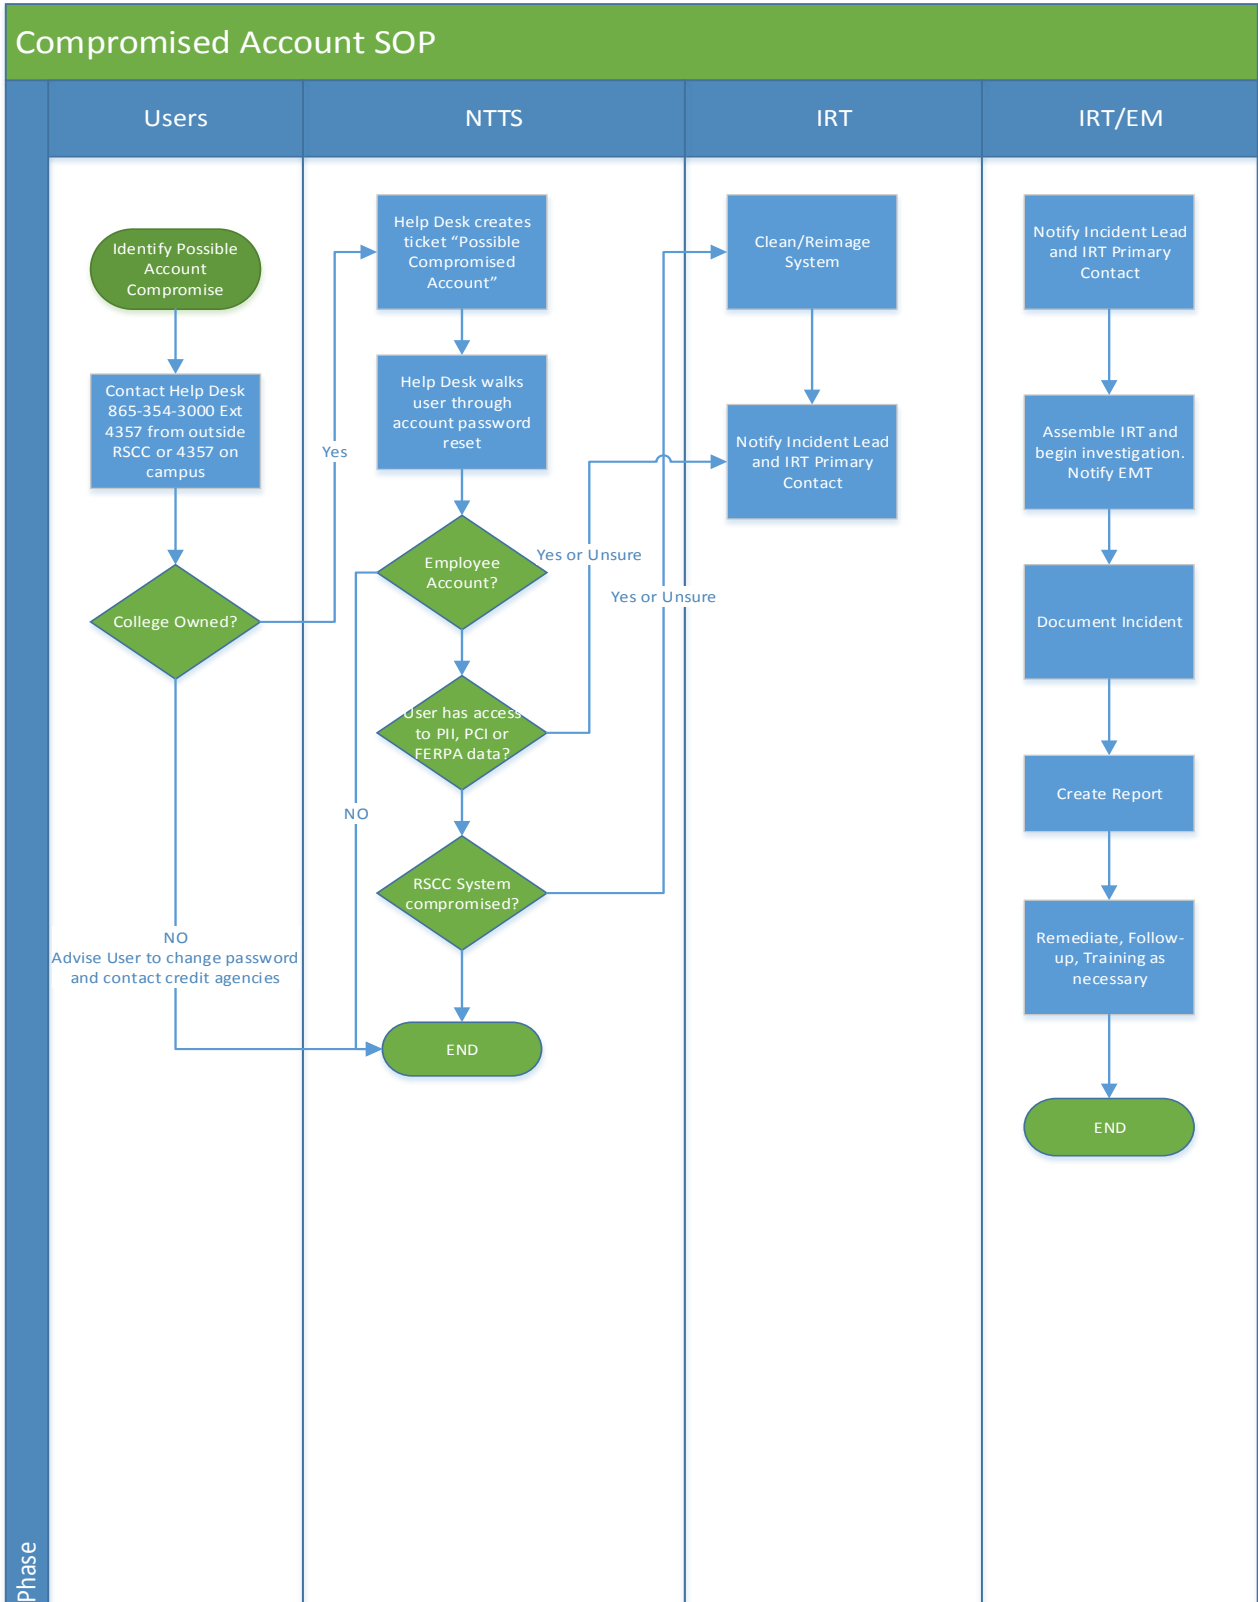 Compromised Account SOP
Users
NTTS
IRT
IRT/EM
Identify Possible
Account
Compromise
Contact Help Desk
865-354-3000 Ext
4357 from outside
RSCC or 4357 on
campus
College Owned?
Yes
NO
Advise User to change password
and contact credit agencies
Help Desk creates
ticket “Possible
Compromised
Account”
Help Desk walks
user through
account password
reset
Employee
Account?
NO
User has access
to PII, PCI or
FERPA data?
Yes or Unsure
RSCC System
compromised?
Yes or Unsure
END
Clean/Reimage
System
Notify Incident Lead
and IRT Primary
Contact
Notify Incident Lead
and IRT Primary
Contact
Assemble IRT and
begin investigation.
Notify EMT
Document Incident
Create Report
Remediate, Follow-
up, Training as
necessary
END
Phase